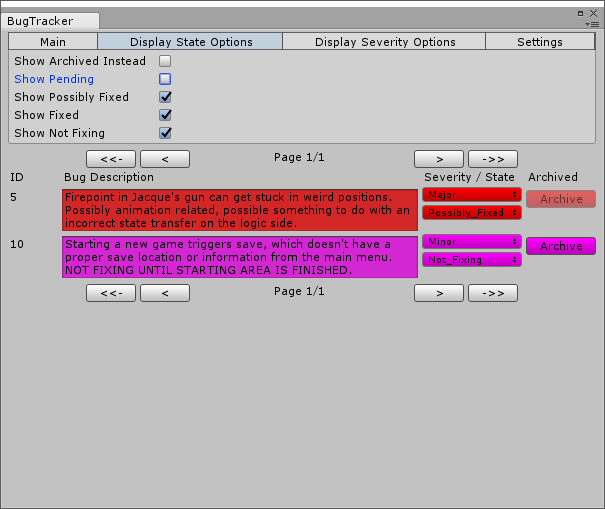 BugTracker
Main Display State Options Display Severity Options Settings
Show Archived Instead
Show Pending
Show Possibly Fixed
Show Fixed
Show Not Fixing
<<- < Page 1/1 > ->>
ID Bug Description Severity / State Archived
5 Firepoint in Jacque's gun can get stuck in weird positions. Major Archive
Possibly animation related, possible something to do with an Possibly_Fixed
incorrect state transfer on the logic side.
10 Starting a new game triggers save, which doesn't have a Minor Archive
proper save location or information from the main menu. Not_Fixing
NOT FIXING UNTIL STARTING AREA IS FINISHED.
<<- < Page 1/1 > ->>